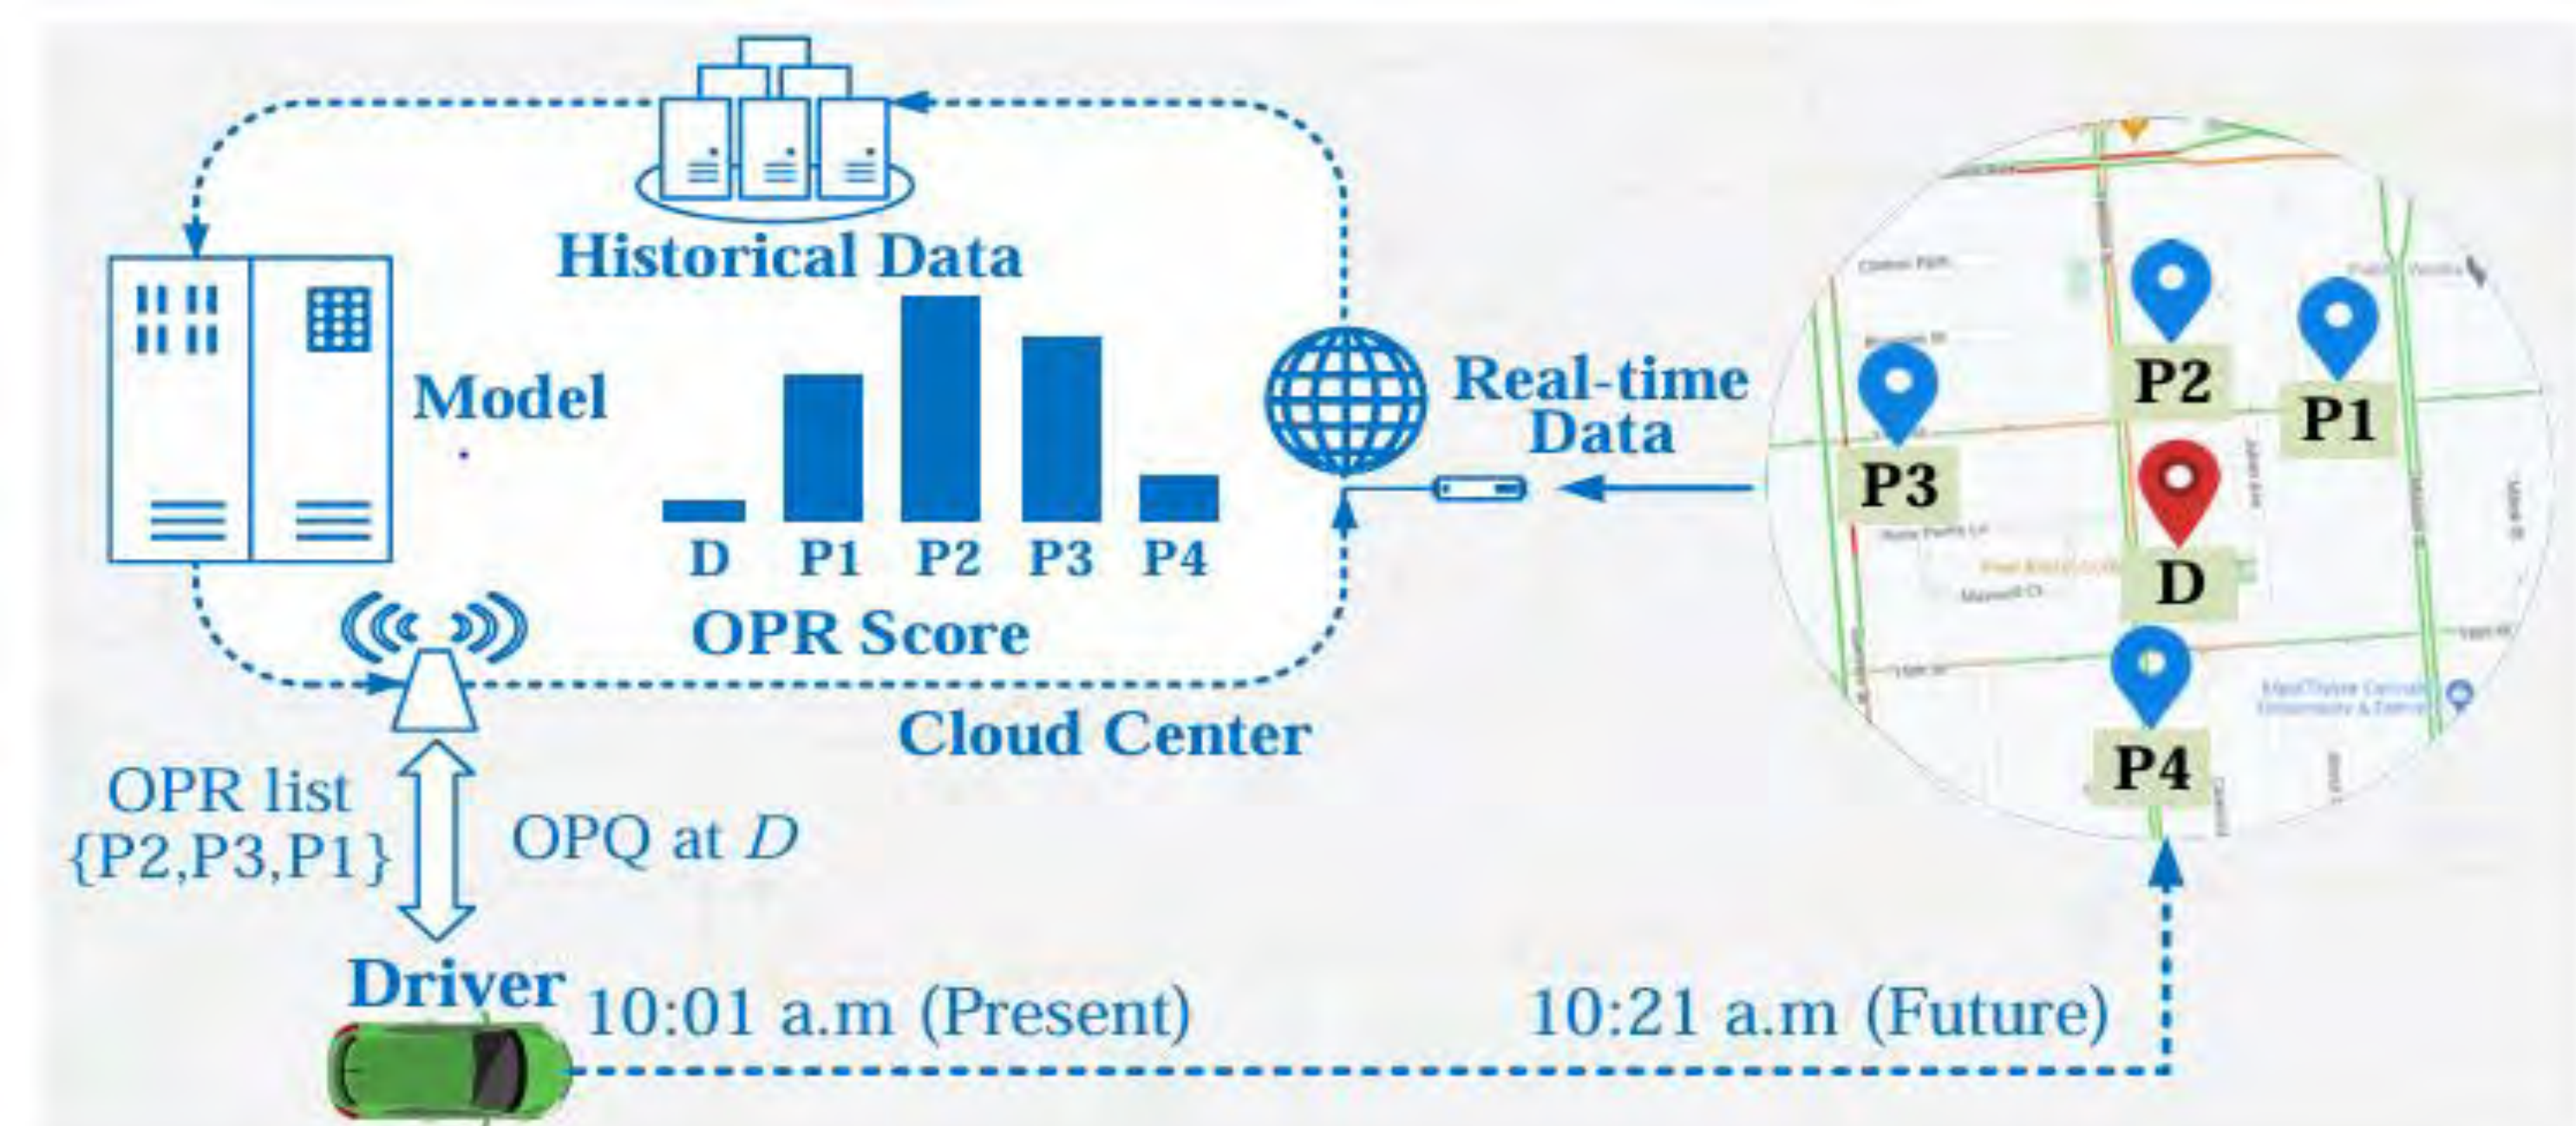 Historical Data
Model
Real-time
Data
D
P1
P2
P3
P4
OPR Score
Cloud Center
OPR list
{P2,P3,P1}
OPQ at D
Driver
10:01 a.m (Present)
10:21 a.m (Future)
P2
P1
P3
D
P4